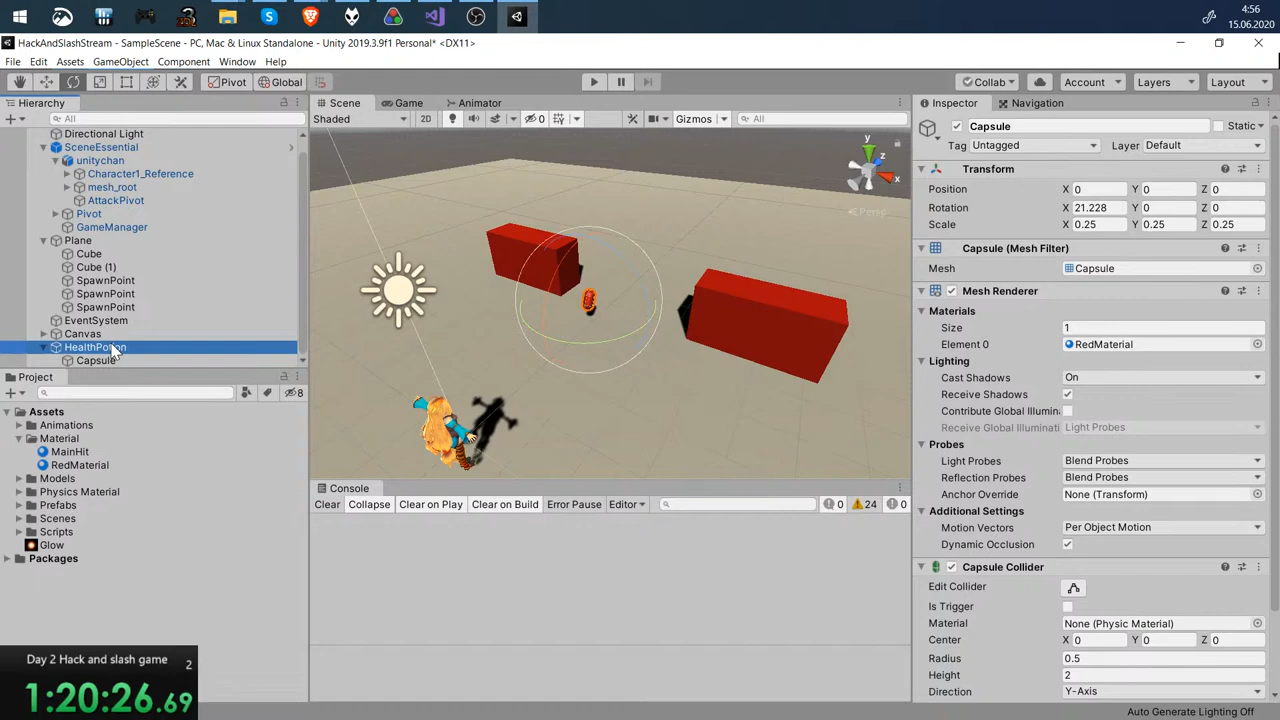 4:56
15.06.2020
HackAndSlashStream - SampleScene - PC, Mac & Linux Standalone - Unity 2019.3.9f1 Personal* <DX11>
File Edit Assets GameObject Component Window Help
Pivot Global Collab Account Layers Layout
Hierarchy
All
Directional Light
SceneEssential
unitychan
Character1_Reference
mesh_root
AttackPivot
Pivot
GameManager
Plane
Cube
Cube (1)
SpawnPoint
SpawnPoint
SpawnPoint
EventSystem
Canvas
HealthPotion
Capsule
Project
8
Assets
Animations
Material
MainHit
RedMaterial
Models
Physics Material
Prefabs
Scenes
Scripts
Glow
Packages
Day 2 Hack and slash game 2
1:20:26.69
Scene Game Animator
Shaded 2D 0 Gizmos All
y
z
x
Persp
Console
Clear Collapse Clear on Play Clear on Build Error Pause Editor 0 24 0
Inspector Navigation
Capsule Static
Tag Untagged Layer Default
Transform
Position X 0 Y 0 Z 0
Rotation X 21.228 Y 0 Z 0
Scale X 0.25 Y 0.25 Z 0.25
Capsule (Mesh Filter)
Mesh Capsule
Mesh Renderer
Materials
Size 1
Element 0 RedMaterial
Lighting
Cast Shadows On
Receive Shadows
Contribute Global Illumina
Receive Global Illuminati Light Probes
Probes
Light Probes Blend Probes
Reflection Probes Blend Probes
Anchor Override None (Transform)
Additional Settings
Motion Vectors Per Object Motion
Dynamic Occlusion
Capsule Collider
Edit Collider
Is Trigger
Material None (Physic Material)
Center X 0 Y 0 Z 0
Radius 0.5
Height 2
Direction Y-Axis
Auto Generate Lighting Off